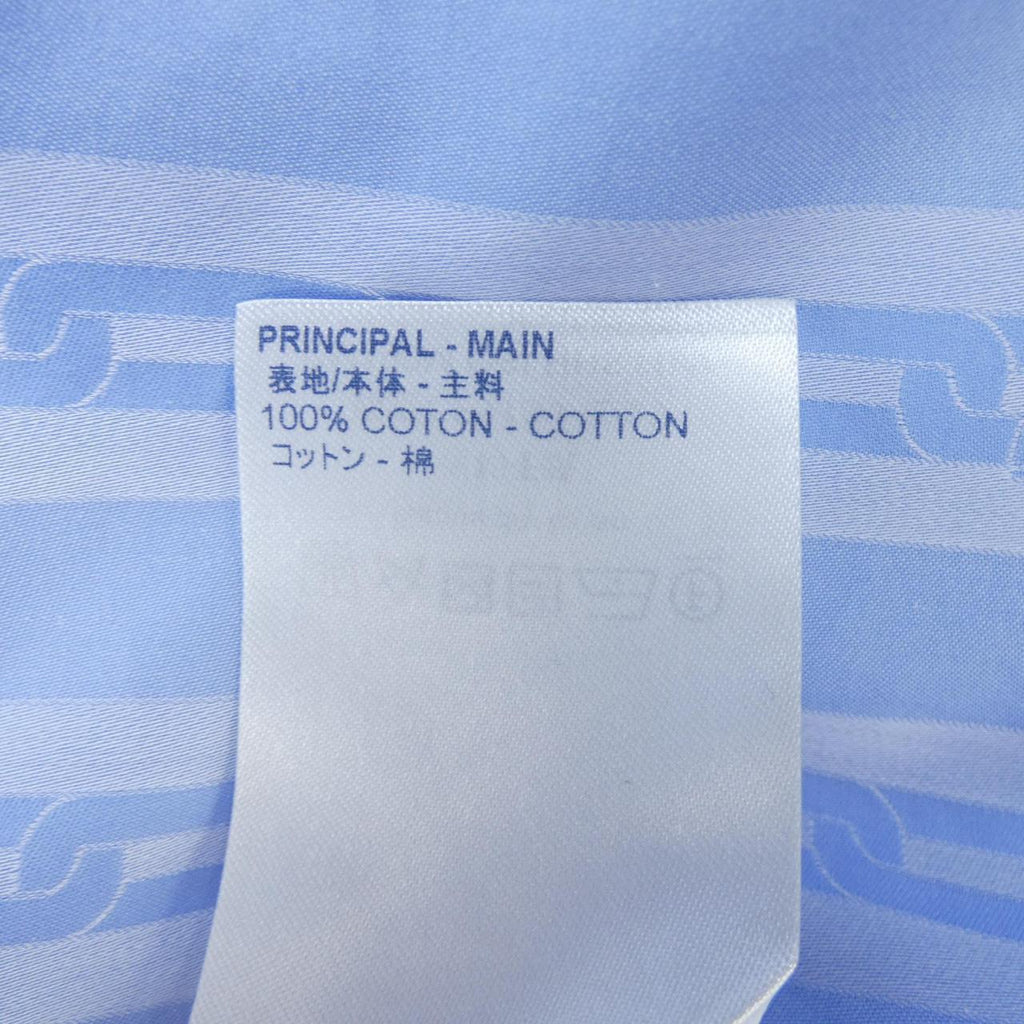 PRINCIPAL - MAIN
表地/本体 - 主料
100% COTON - COTTON
コットン - 棉